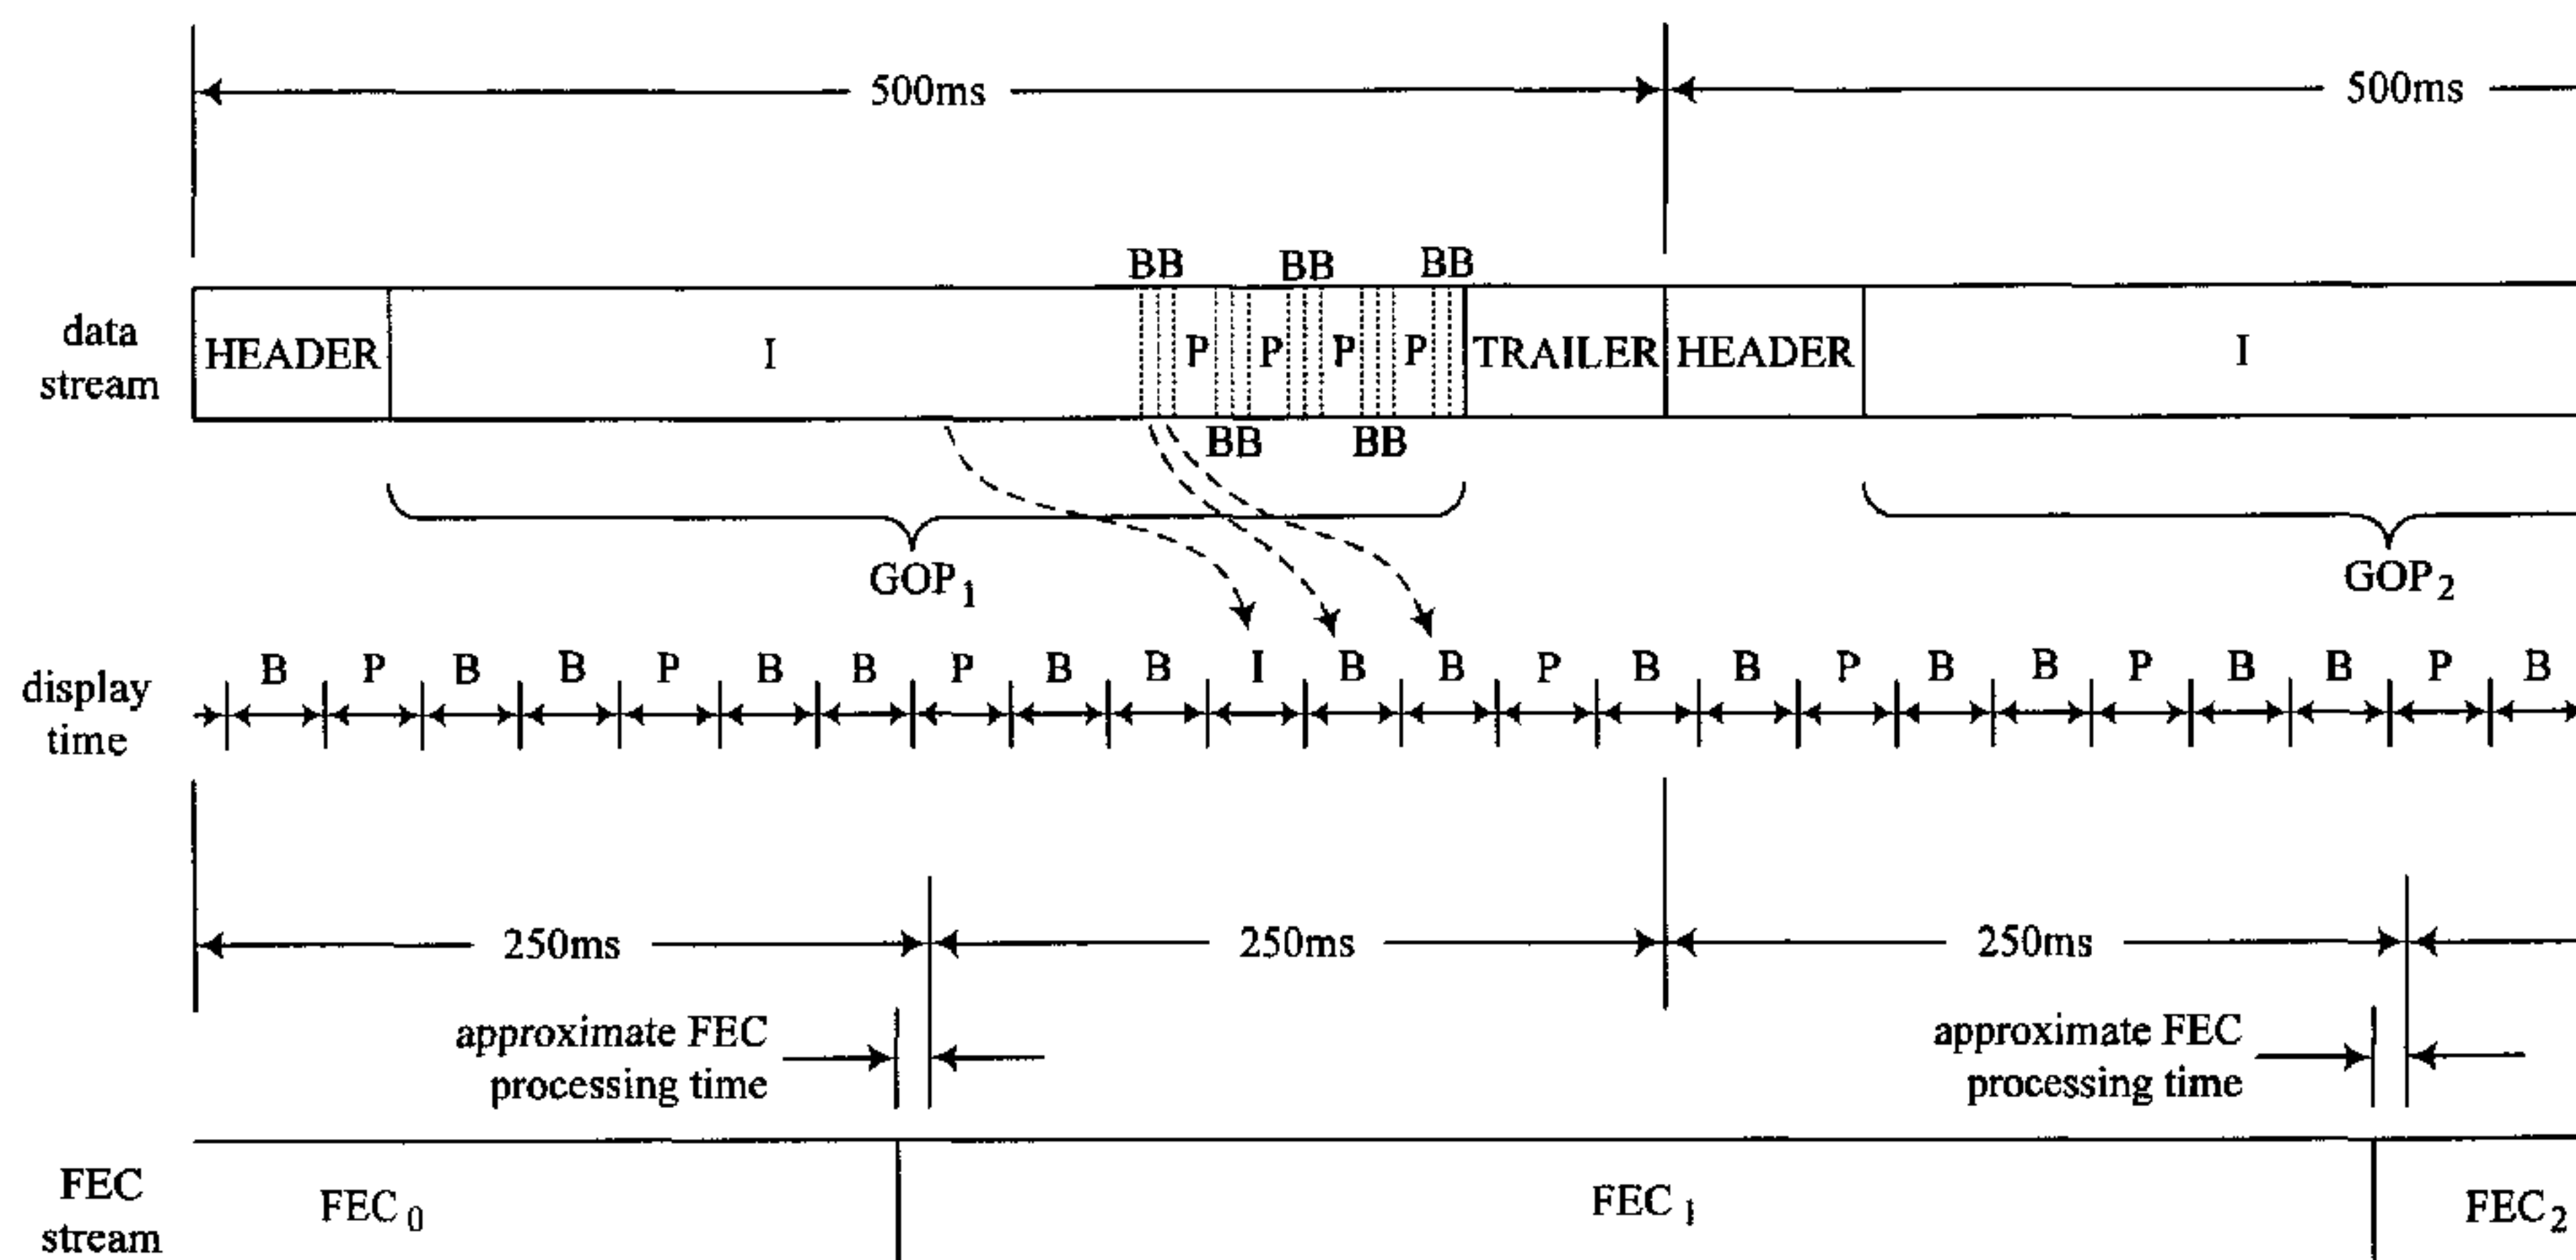 500ms 500ms
BB BB BB
data stream
HEADER I P P P P TRAILER HEADER I
BB BB
GOP1 GOP2
display time
B P B B P B B P B B I B B P B B P B B P B B P B
250ms 250ms 250ms
approximate FEC processing time
approximate FEC processing time
FEC stream
FEC0 FEC1 FEC2